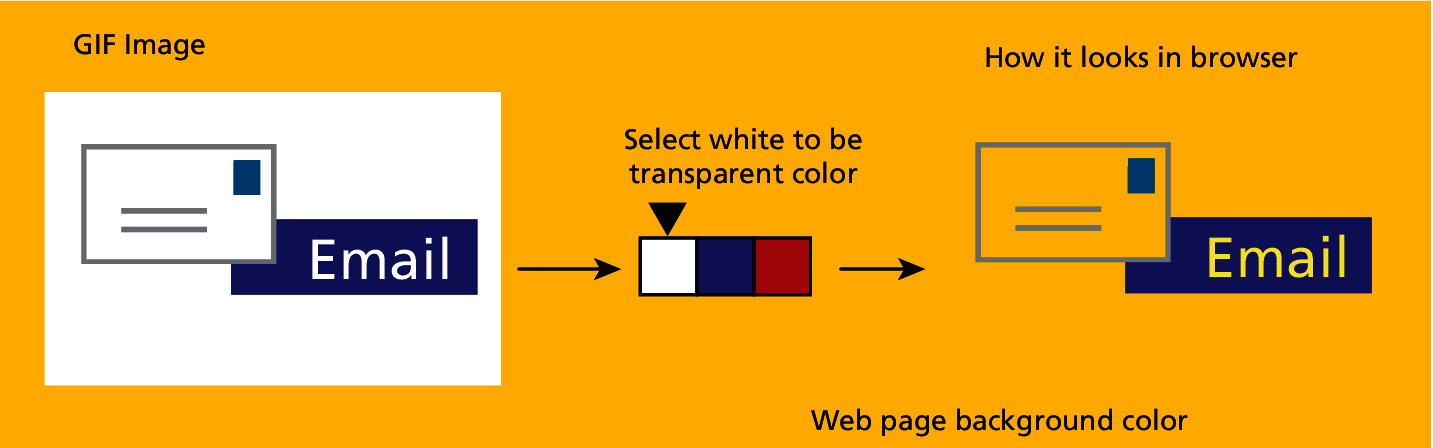 GIF Image
How it looks in browser
Select white to be
transparent color
Email
Email
Web page background color